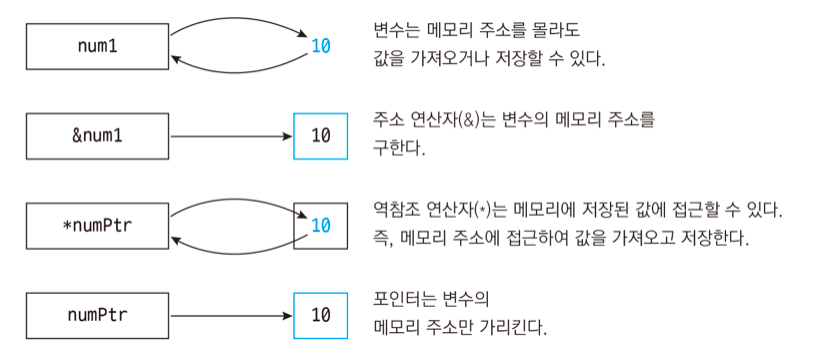 num1
10
변수는 메모리 주소를 몰라도
값을 가져오거나 저장할 수 있다.
&num1
10
주소 연산자(&)는 변수의 메모리 주소를
구한다.
*numPtr
10
역참조 연산자(*)는 메모리에 저장된 값에 접근할 수 있다.
즉, 메모리 주소에 접근하여 값을 가져오고 저장한다.
numPtr
10
포인터는 변수의
메모리 주소만 가리킨다.